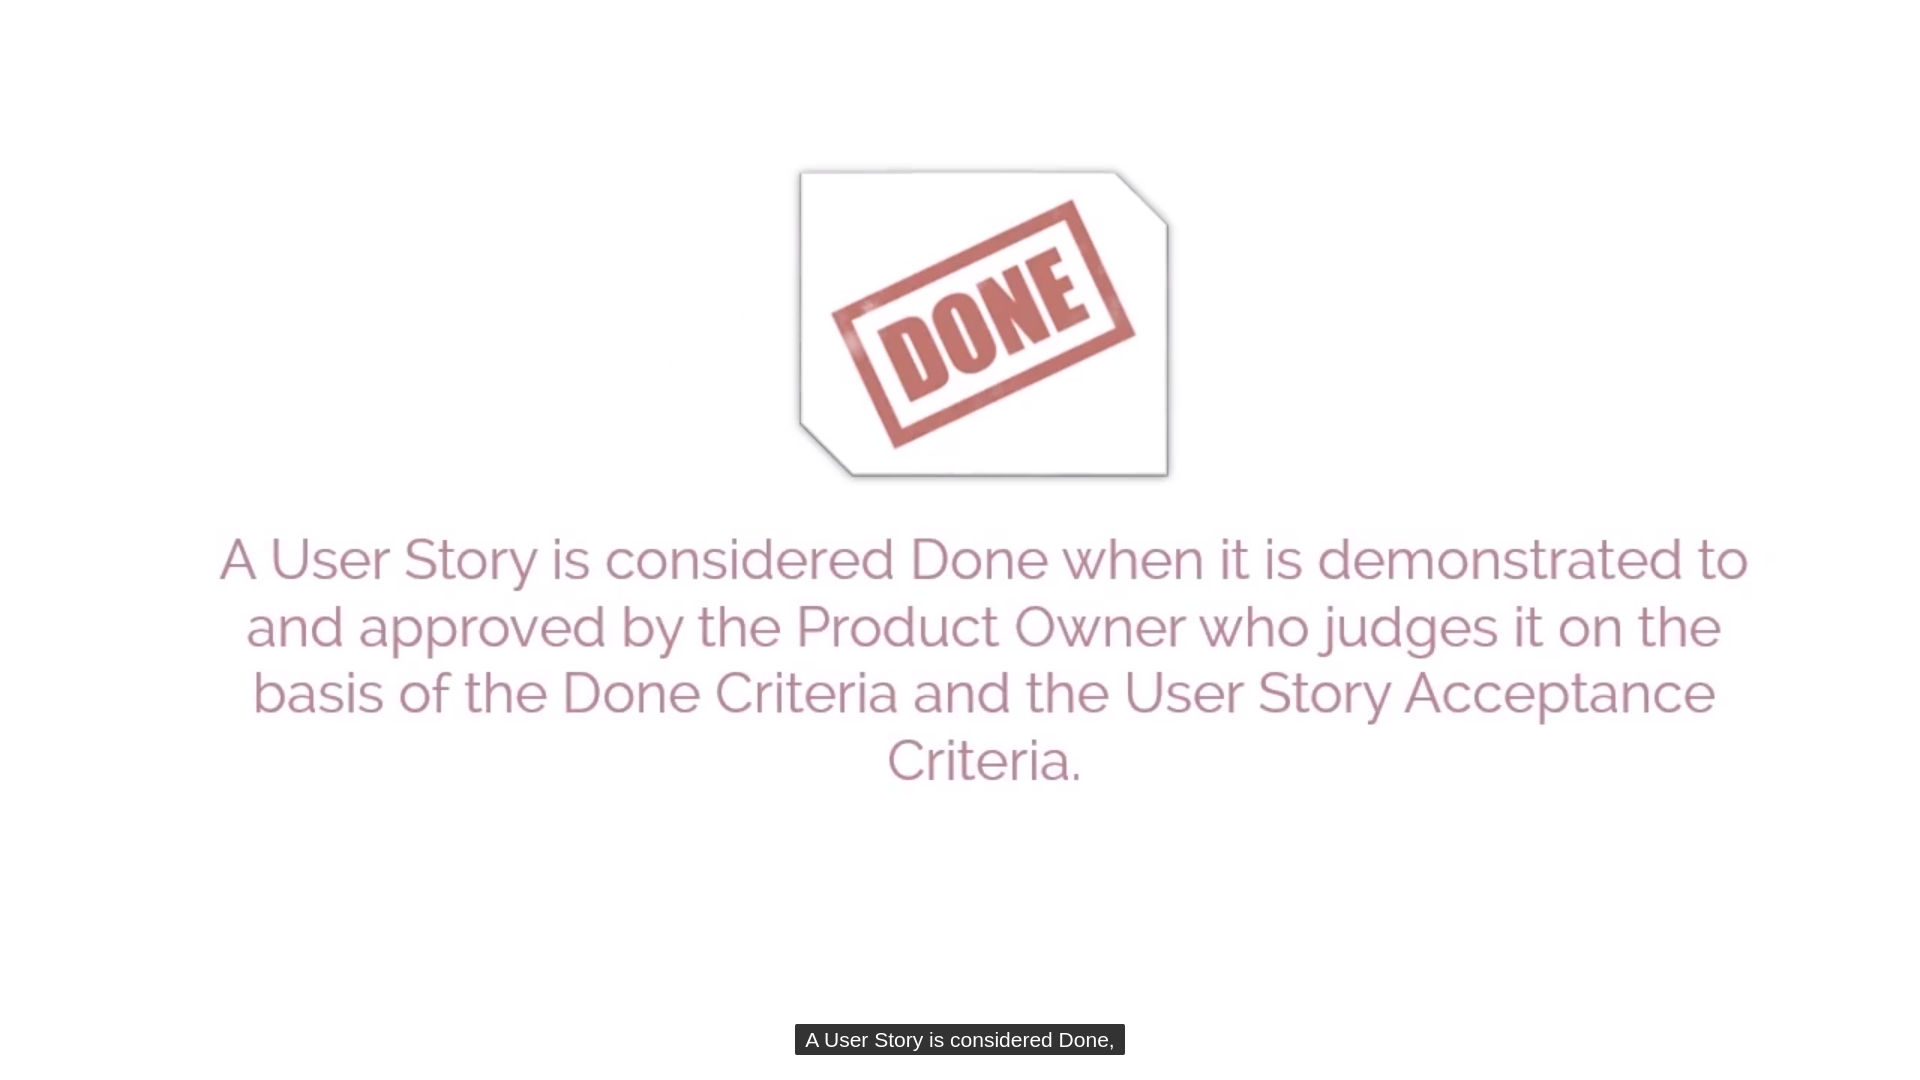 DONE
A User Story is considered Done when it is demonstrated to
and approved by the Product Owner who judges it on the
basis of the Done Criteria and the User Story Acceptance
Criteria.
A User Story is considered Done,